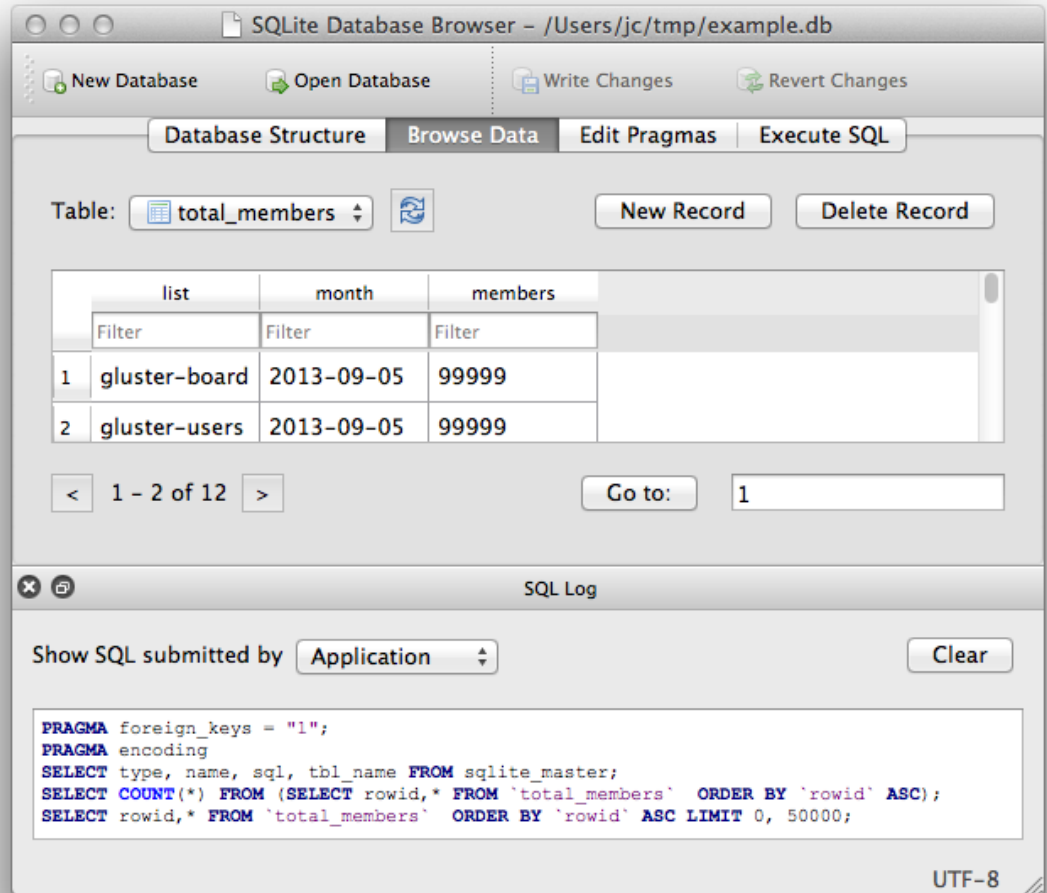 SQLite Database Browser – /Users/jc/tmp/example.db
New Database Open Database Write Changes Revert Changes
Database Structure Browse Data Edit Pragmas Execute SQL
Table: total_members New Record Delete Record
list month members
Filter Filter Filter
1 gluster-board 2013-09-05 99999
2 gluster-users 2013-09-05 99999
< 1 – 2 of 12 > Go to: 1
SQL Log
Show SQL submitted by Application Clear
PRAGMA foreign_keys = "1";
PRAGMA encoding
SELECT type, name, sql, tbl_name FROM sqlite_master;
SELECT COUNT(*) FROM (SELECT rowid,* FROM `total_members`  ORDER BY `rowid` ASC);
SELECT rowid,* FROM `total_members`  ORDER BY `rowid` ASC LIMIT 0, 50000;
UTF-8